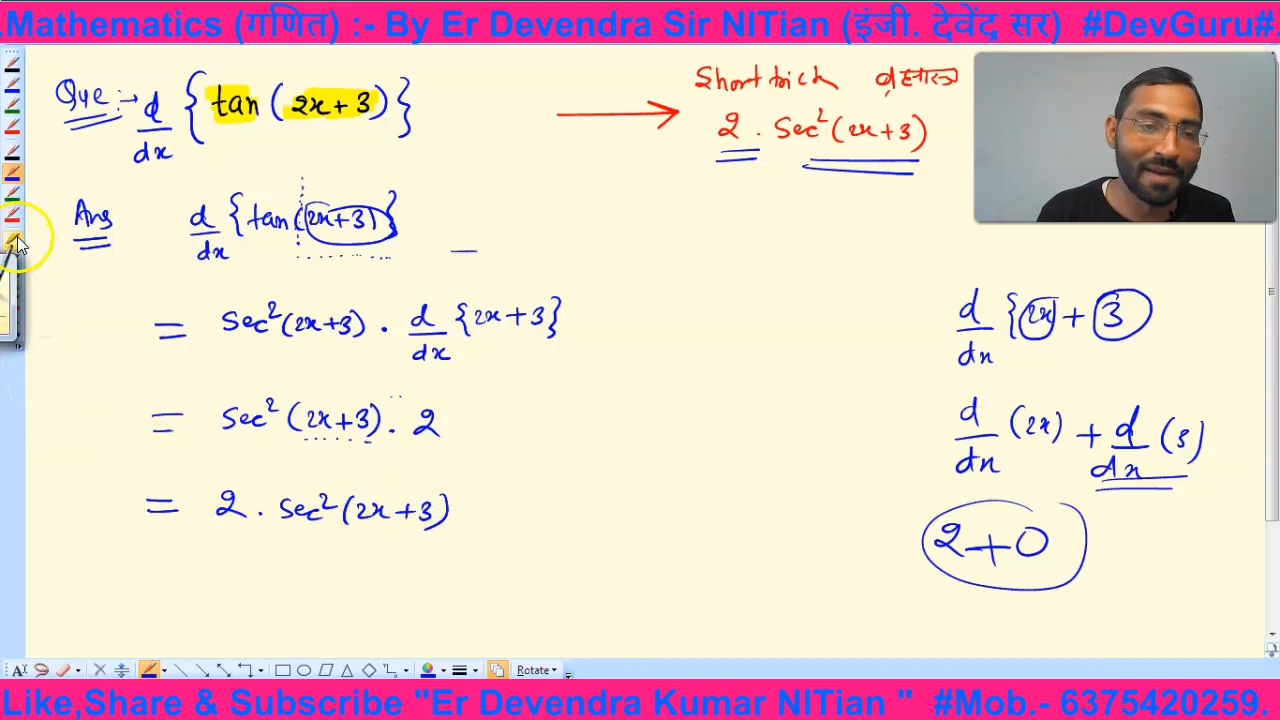 .Mathematics (गणित) :- By Er Devendra Sir NITian (इंजी. देवेंद्र सर) #DevGuru#.
Que :→ d/dx {tan (2x+3)}
Short trick ब्रह्मास्त्र
2 . Sec²(2x+3)
Ans d/dx {tan (2x+3)}
= Sec²(2x+3) . d/dx {2x+3}
d/dx {2x + 3
= Sec² (2x+3) . 2
d/dx (2x) + d/dx (3)
= 2 . Sec² (2x+3)
2+0
Rotate
Like,Share & Subscribe "Er Devendra Kumar NITian " #Mob.- 6375420259.